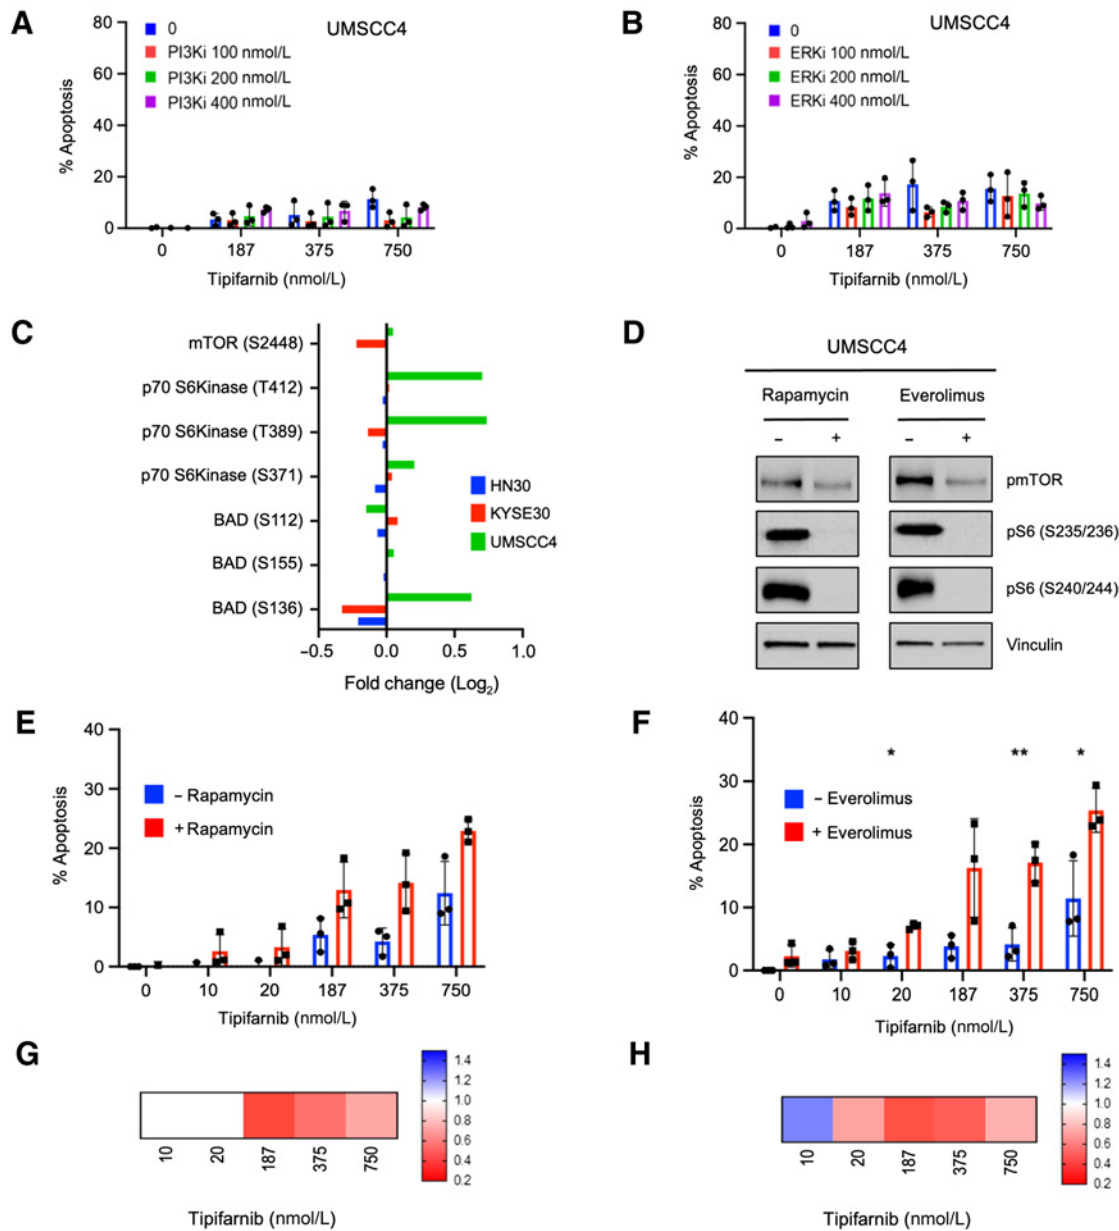 A
UMSCC4
80
60
40
20
0
% Apoptosis
0
PI3Ki 100 nmol/L
PI3Ki 200 nmol/L
PI3Ki 400 nmol/L
0 187 375 750
Tipifarnib (nmol/L)
B
UMSCC4
80
60
40
20
0
% Apoptosis
0
ERKi 100 nmol/L
ERKi 200 nmol/L
ERKi 400 nmol/L
0 187 375 750
Tipifarnib (nmol/L)
C
mTOR (S2448)
p70 S6Kinase (T412)
p70 S6Kinase (T389)
p70 S6Kinase (S371)
BAD (S112)
BAD (S155)
BAD (S136)
HN30
KYSE30
UMSCC4
−0.5 0.0 0.5 1.0
Fold change (Log2)
D
UMSCC4
Rapamycin Everolimus
− + − +
pmTOR
pS6 (S235/236)
pS6 (S240/244)
Vinculin
E
40
30
20
10
0
% Apoptosis
− Rapamycin
+ Rapamycin
0 10 20 187 375 750
Tipifarnib (nmol/L)
F
40
30
20
10
0
% Apoptosis
* ** *
− Everolimus
+ Everolimus
0 10 20 187 375 750
Tipifarnib (nmol/L)
G
1.4
1.2
1.0
0.8
0.6
0.4
0.2
10 20 187 375 750
Tipifarnib (nmol/L)
H
1.4
1.2
1.0
0.8
0.6
0.4
0.2
10 20 187 375 750
Tipifarnib (nmol/L)